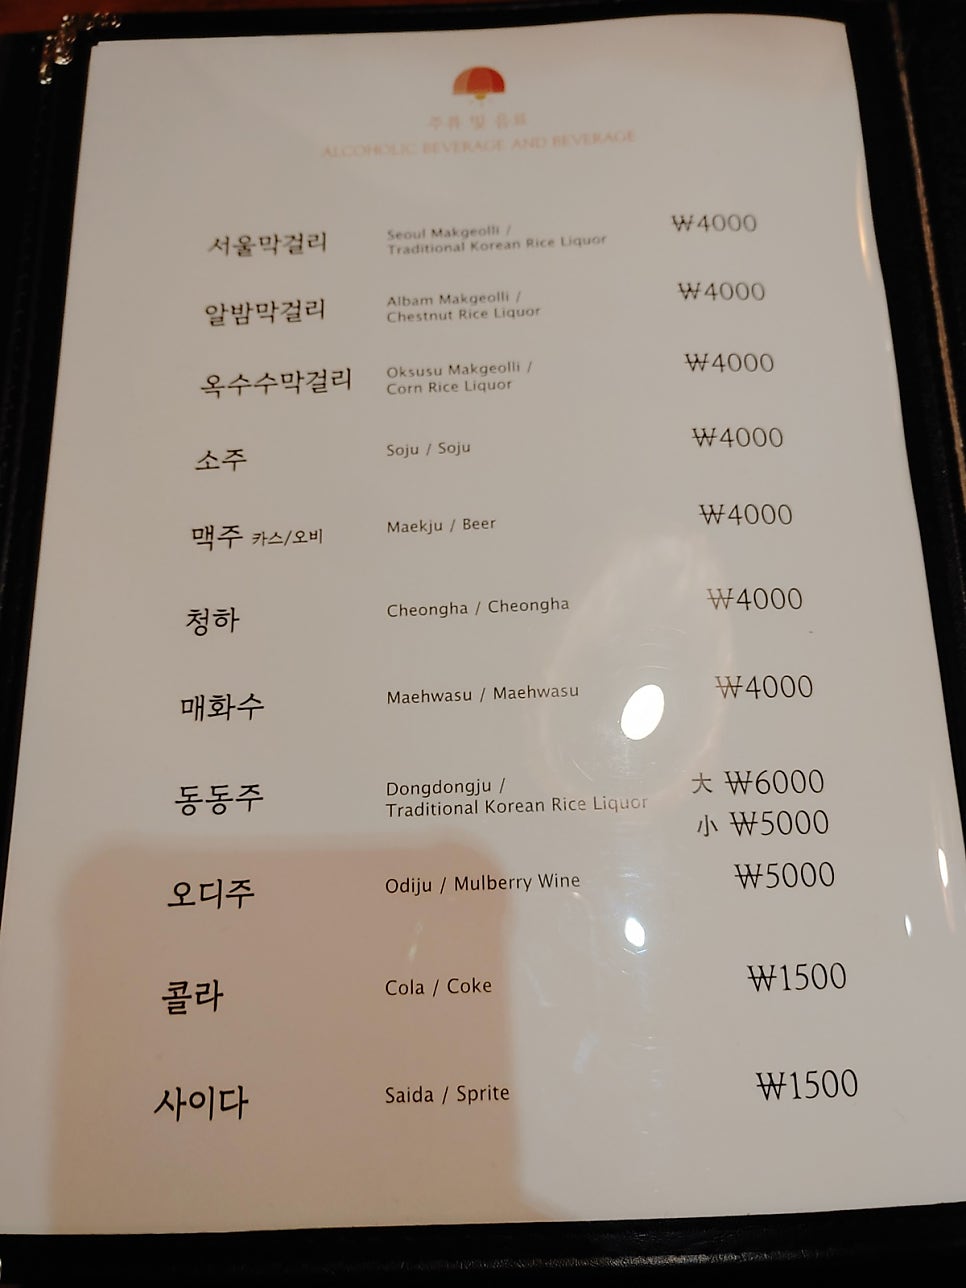 주류 및 음료
ALCOHOLIC BEVERAGE AND BEVERAGE
서울막걸리 Seoul Makgeolli / ₩4000
Traditional Korean Rice Liquor
알밤막걸리 Albam Makgeolli / ₩4000
Chestnut Rice Liquor
옥수수막걸리 Oksusu Makgeolli / ₩4000
Corn Rice Liquor
소주 Soju / Soju ₩4000
맥주 카스/오비 Maekju / Beer ₩4000
청하 Cheongha / Cheongha ₩4000
매화수 Maehwasu / Maehwasu ₩4000
동동주 Dongdongju / 大 ₩6000
Traditional Korean Rice Liquor 小 ₩5000
오디주 Odiju / Mulberry Wine ₩5000
콜라 Cola / Coke ₩1500
사이다 Saida / Sprite ₩1500